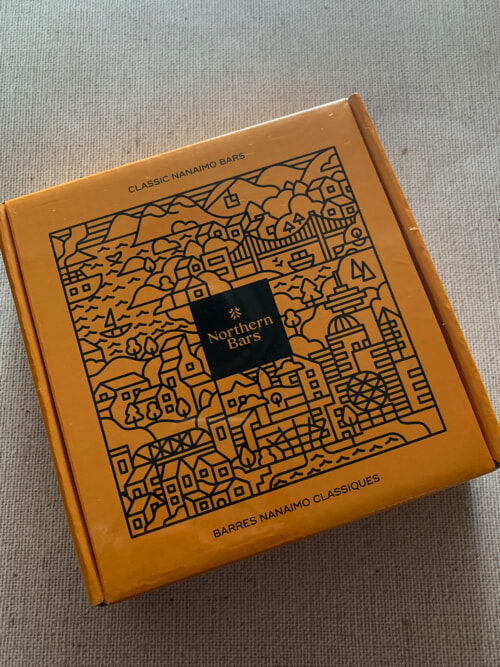 CLASSIC NANAIMO BARS
Northern
Bars
BARRES NANAIMO CLASSIQUES